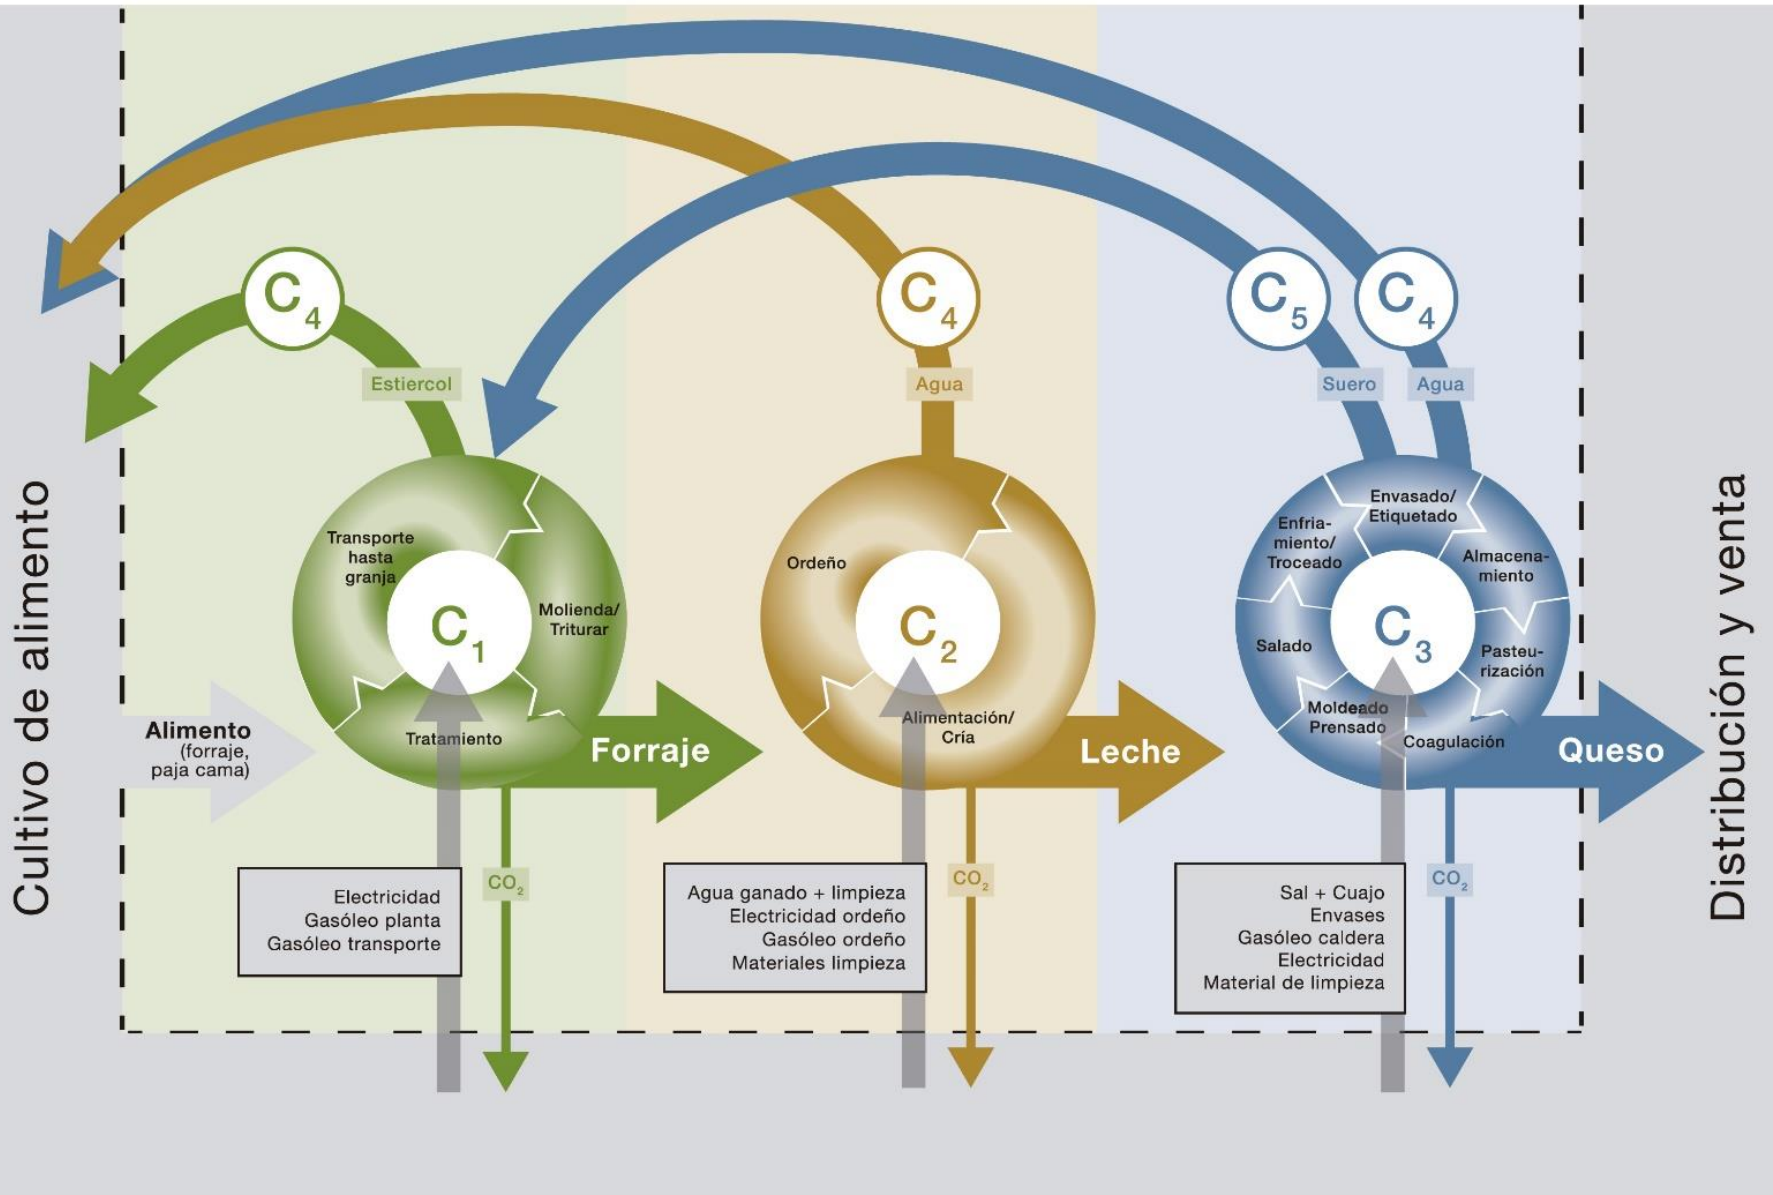 Cultivo de alimento
C4
C4
C5
C4
Estiercol
Agua
Suero
Agua
Transporte
hasta
granja
Molienda/
Triturar
Tratamiento
C1
Ordeño
Alimentación/
Cría
C2
Envasado/
Etiquetado
Enfria-
miento/
Troceado
Almacena-
miento
Salado
Pasteu-
rización
Moldeado
Prensado
Coagulación
C3
Alimento
(forraje,
paja cama)
Forraje
Leche
Queso
Electricidad
Gasóleo planta
Gasóleo transporte
CO2
Agua ganado + limpieza
Electricidad ordeño
Gasóleo ordeño
Materiales limpieza
CO2
Sal + Cuajo
Envases
Gasóleo caldera
Electricidad
Material de limpieza
CO2
Distribución y venta